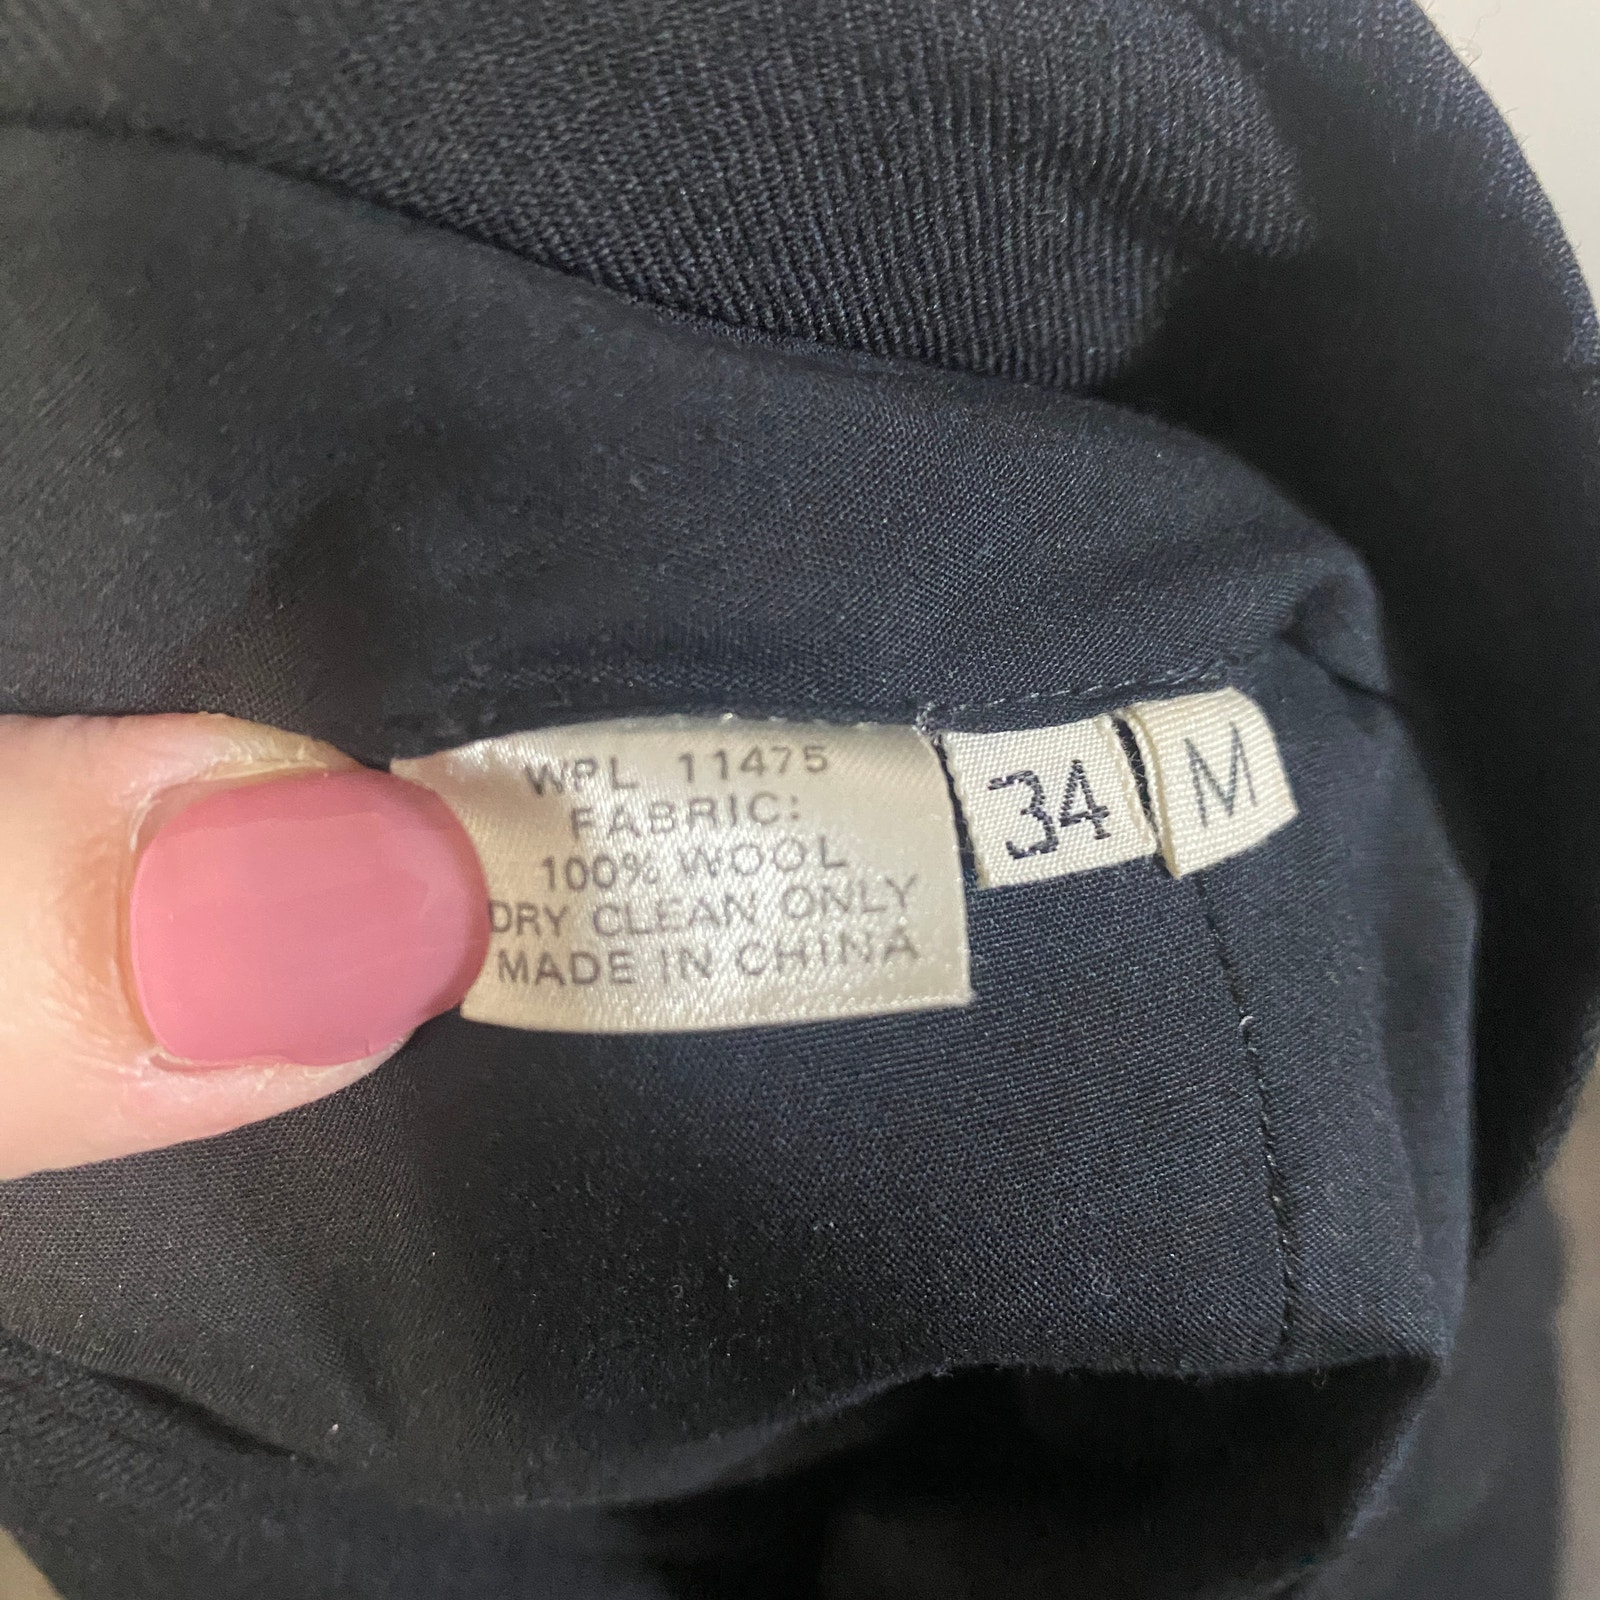 WPL 11475
FABRIC:
100% WOOL
DRY CLEAN ONLY
MADE IN CHINA
34
M